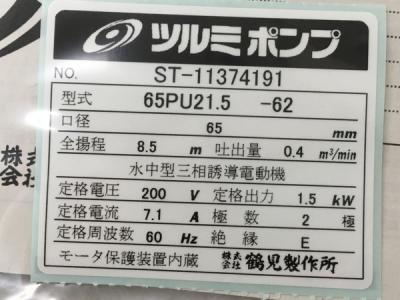 ツルミポンプ
NO. ST-11374191
型式 65PU21.5 -62
口径 65 mm
全揚程 8.5 m 吐出量 0.4 m³/min
水中型三相誘導電動機
定格電圧 200 V 定格出力 1.5 kW
定格電流 7.1 A 極数 2 極
定格周波数 60 Hz 絶縁 E
モータ保護装置内蔵 株式会社 鶴見製作所
株式
会社